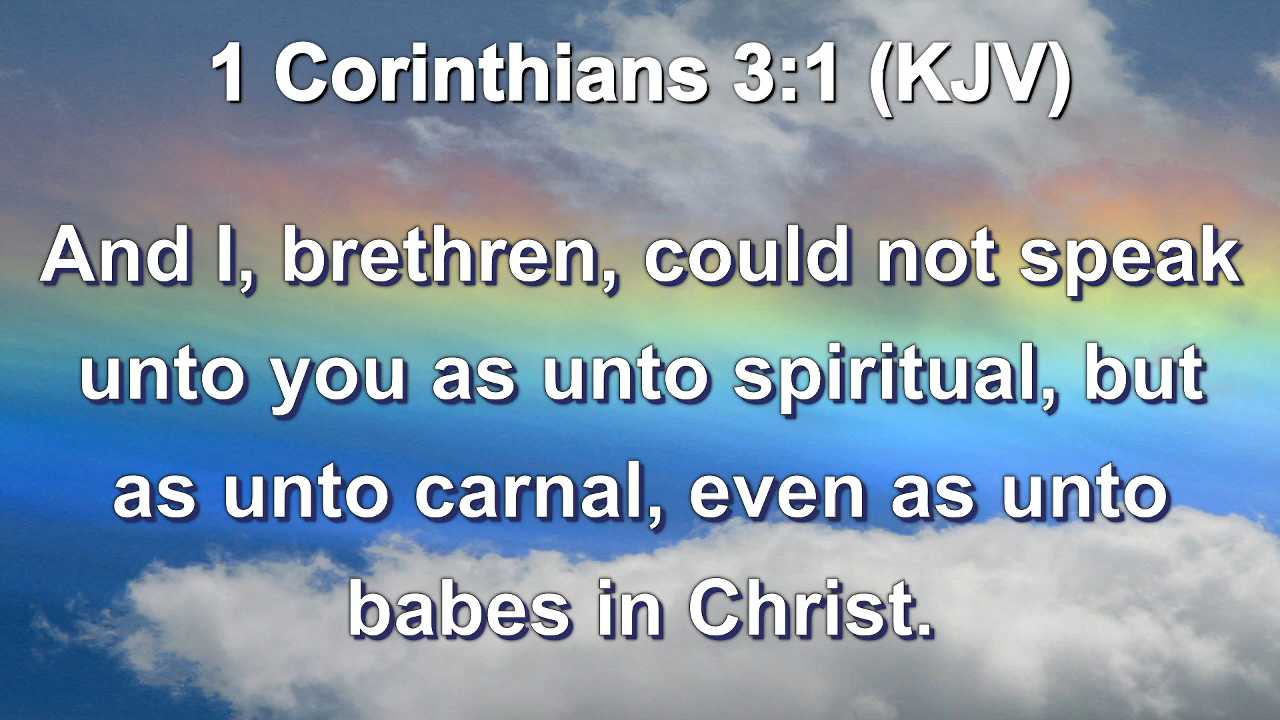 1 Corinthians 3:1 (KJV)
And I, brethren, could not speak
unto you as unto spiritual, but
as unto carnal, even as unto
babes in Christ.